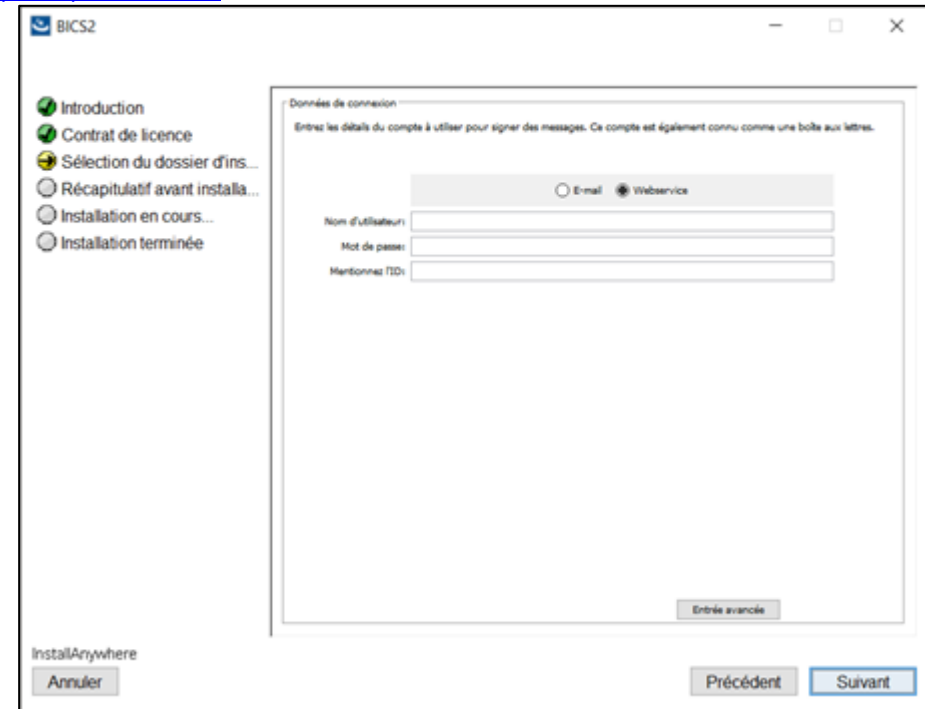 BICS2
Introduction
Contrat de licence
Sélection du dossier d'ins...
Récapitulatif avant installa...
Installation en cours...
Installation terminée
Données de connexion
Entrez les détails du compte à utiliser pour signer des messages. Ce compte est également connu comme une boîte aux lettres.
E-mail Webservice
Nom d'utilisateur:
Mot de passe:
Mentionnez l'ID:
Entrée avancée
InstallAnywhere
Annuler Précédent Suivant